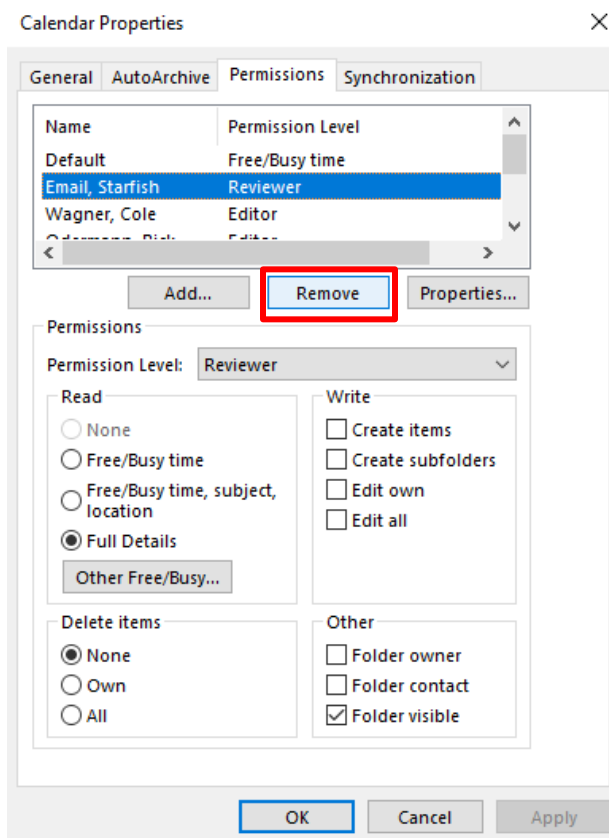 Calendar Properties
General AutoArchive Permissions Synchronization
Name Permission Level
Default Free/Busy time
Email, Starfish Reviewer
Wagner, Cole Editor
Editor
Add... Remove Properties...
Permissions
Permission Level: Reviewer
Read
None
Free/Busy time
Free/Busy time, subject,
location
Full Details
Other Free/Busy...
Write
Create items
Create subfolders
Edit own
Edit all
Delete items
None
Own
All
Other
Folder owner
Folder contact
Folder visible
OK Cancel Apply